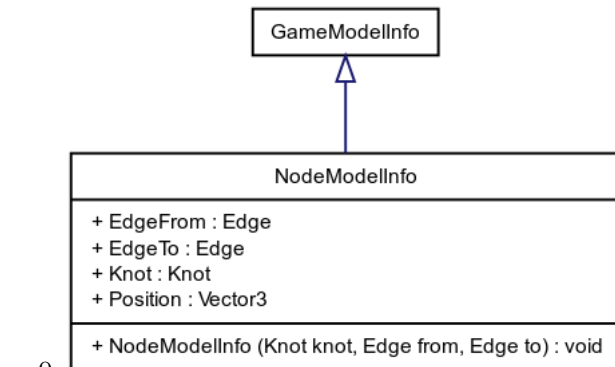 GameModelInfo
NodeModelInfo
+ EdgeFrom : Edge
+ EdgeTo : Edge
+ Knot : Knot
+ Position : Vector3
+ NodeModelInfo (Knot knot, Edge from, Edge to) : void